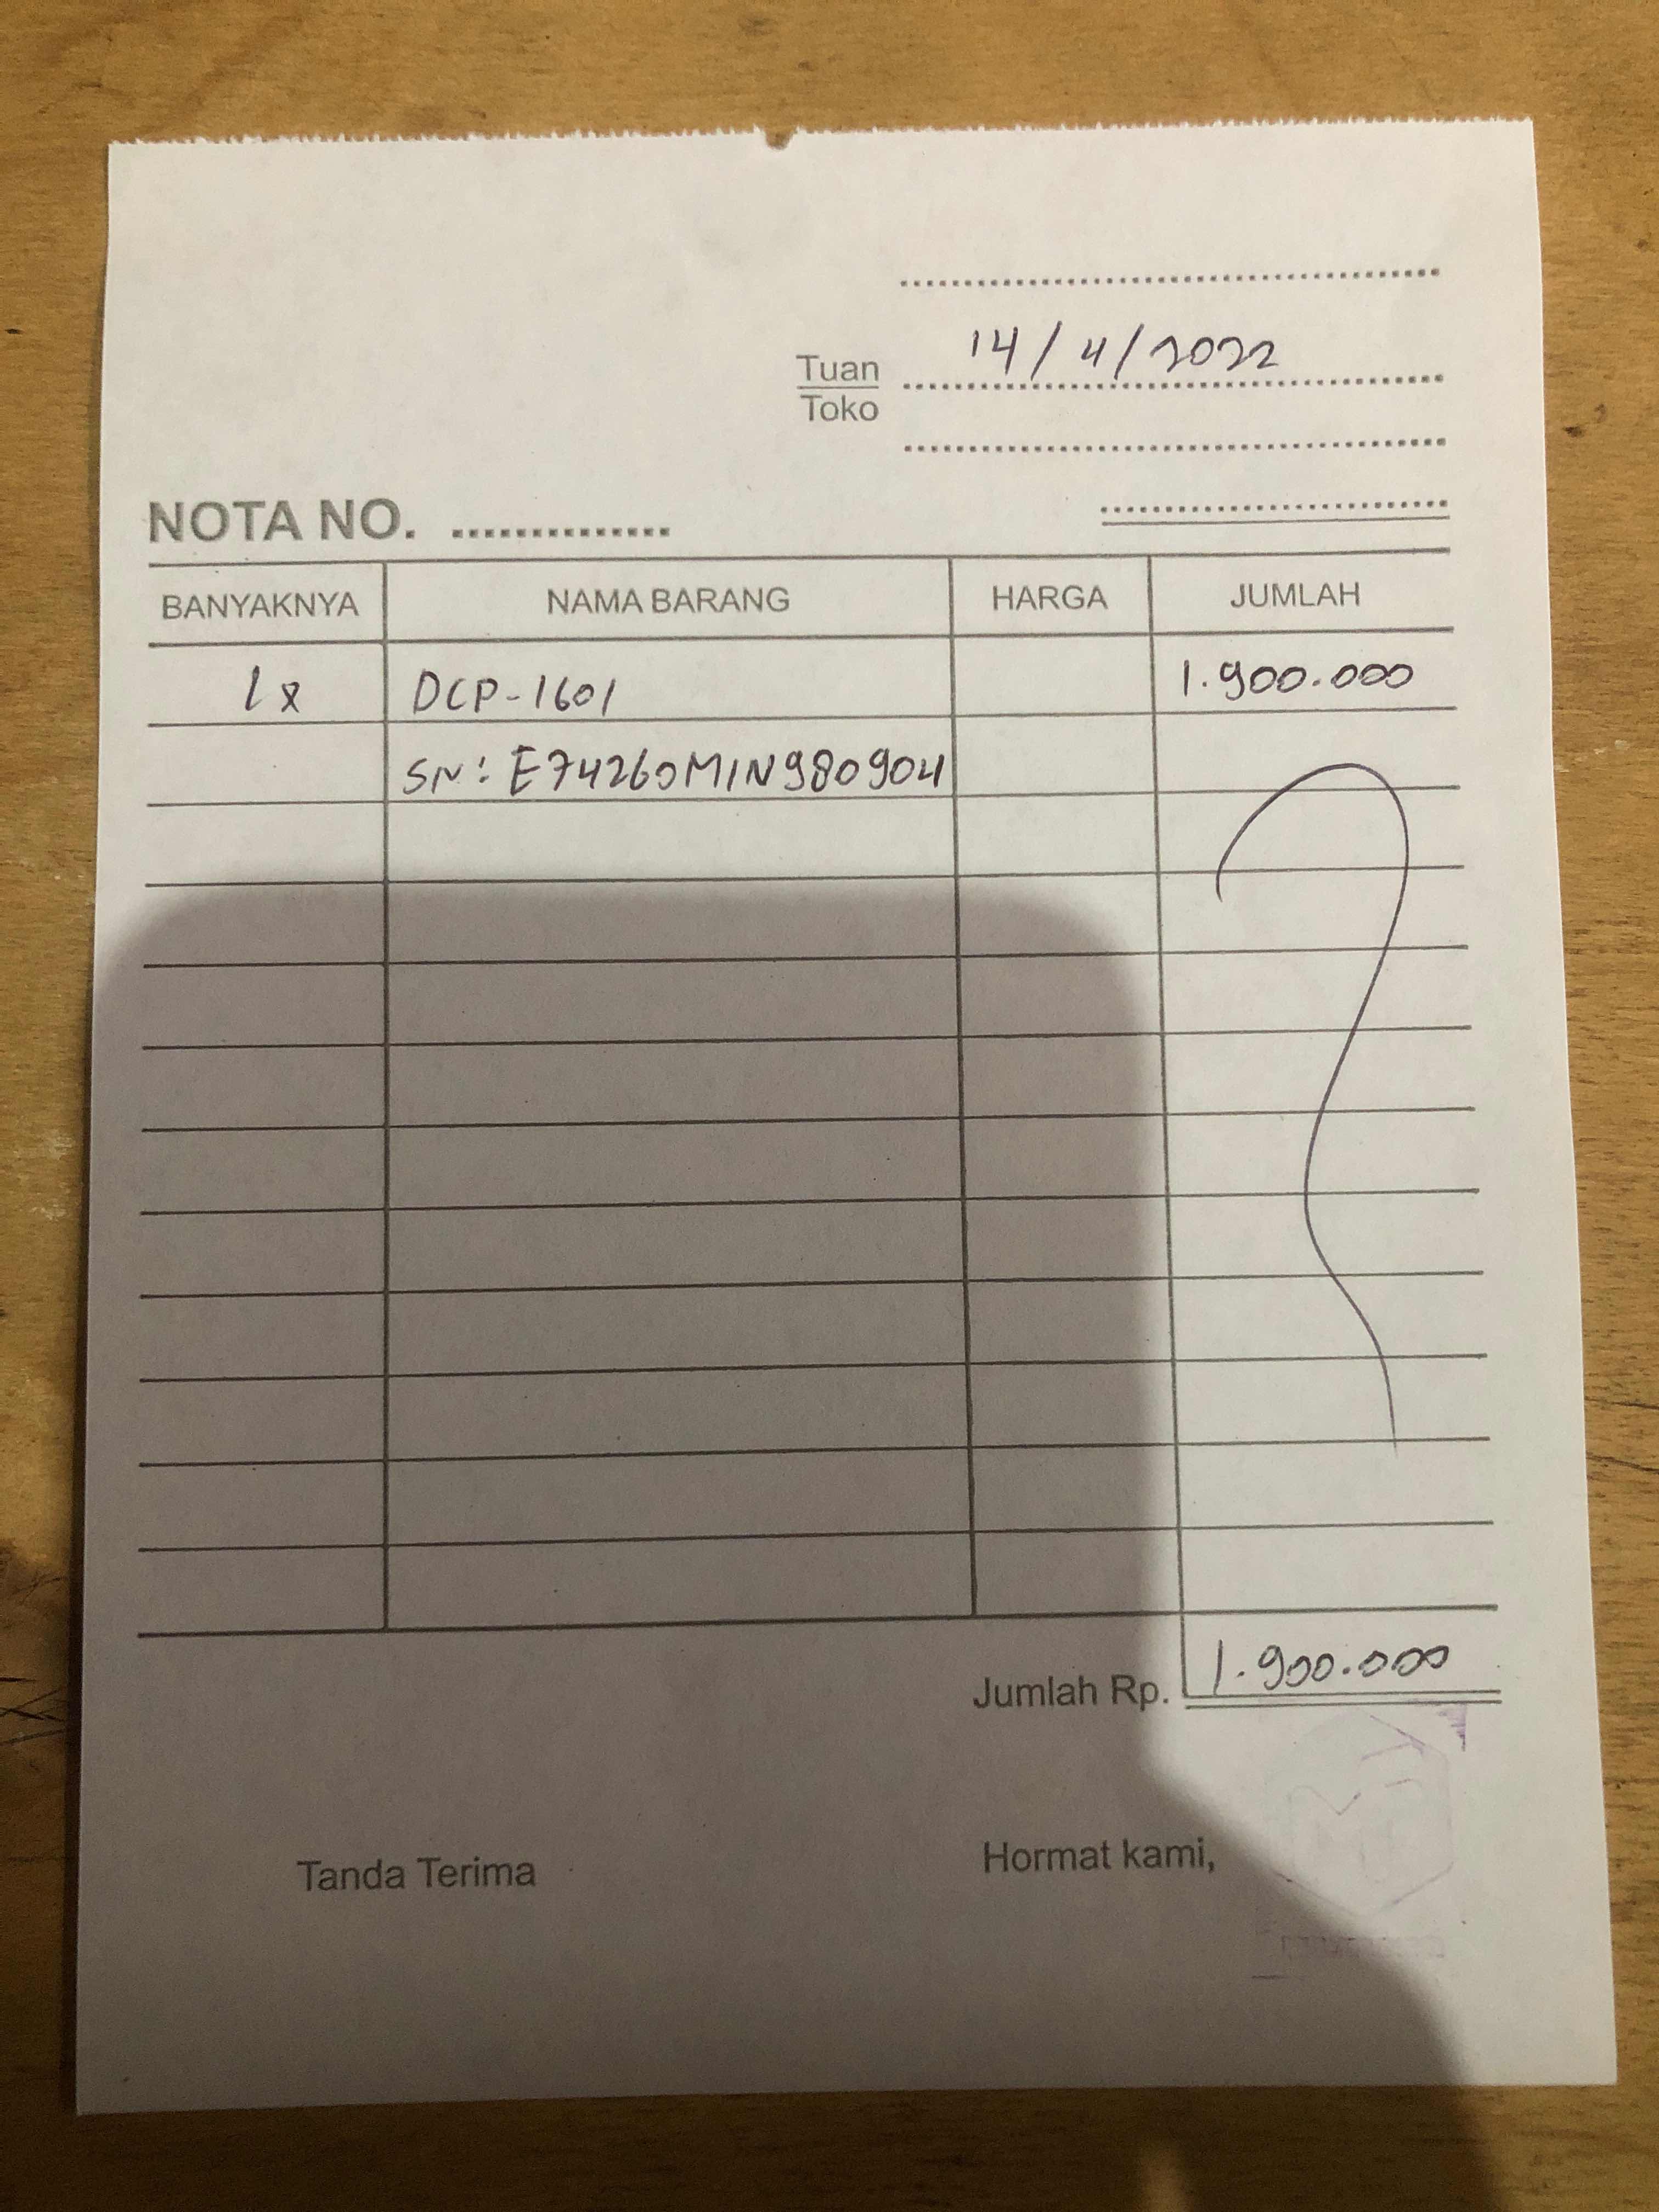 14/4/2022
Tuan
Toko
NOTA NO. ..............
BANYAKNYA NAMA BARANG HARGA JUMLAH
1x DCP-1601 1.900.000
SN: E74260M1N980904
Jumlah Rp. 1.900.000
Tanda Terima Hormat kami,